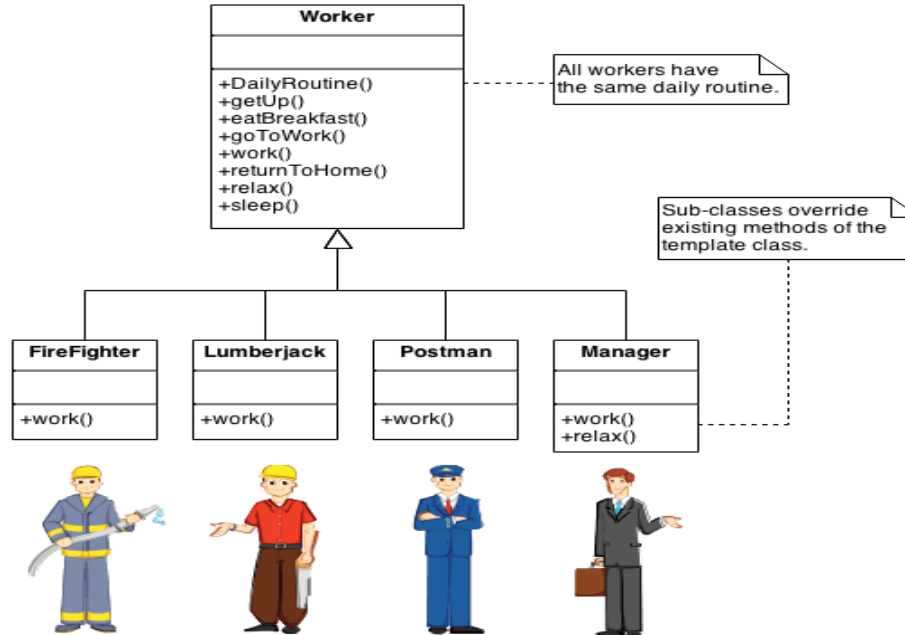 Worker
+DailyRoutine()
+getUp()
+eatBreakfast()
+goToWork()
+work()
+returnToHome()
+relax()
+sleep()
All workers have
the same daily routine.
Sub-classes override
existing methods of the
template class.
FireFighter
+work()
Lumberjack
+work()
Postman
+work()
Manager
+work()
+relax()